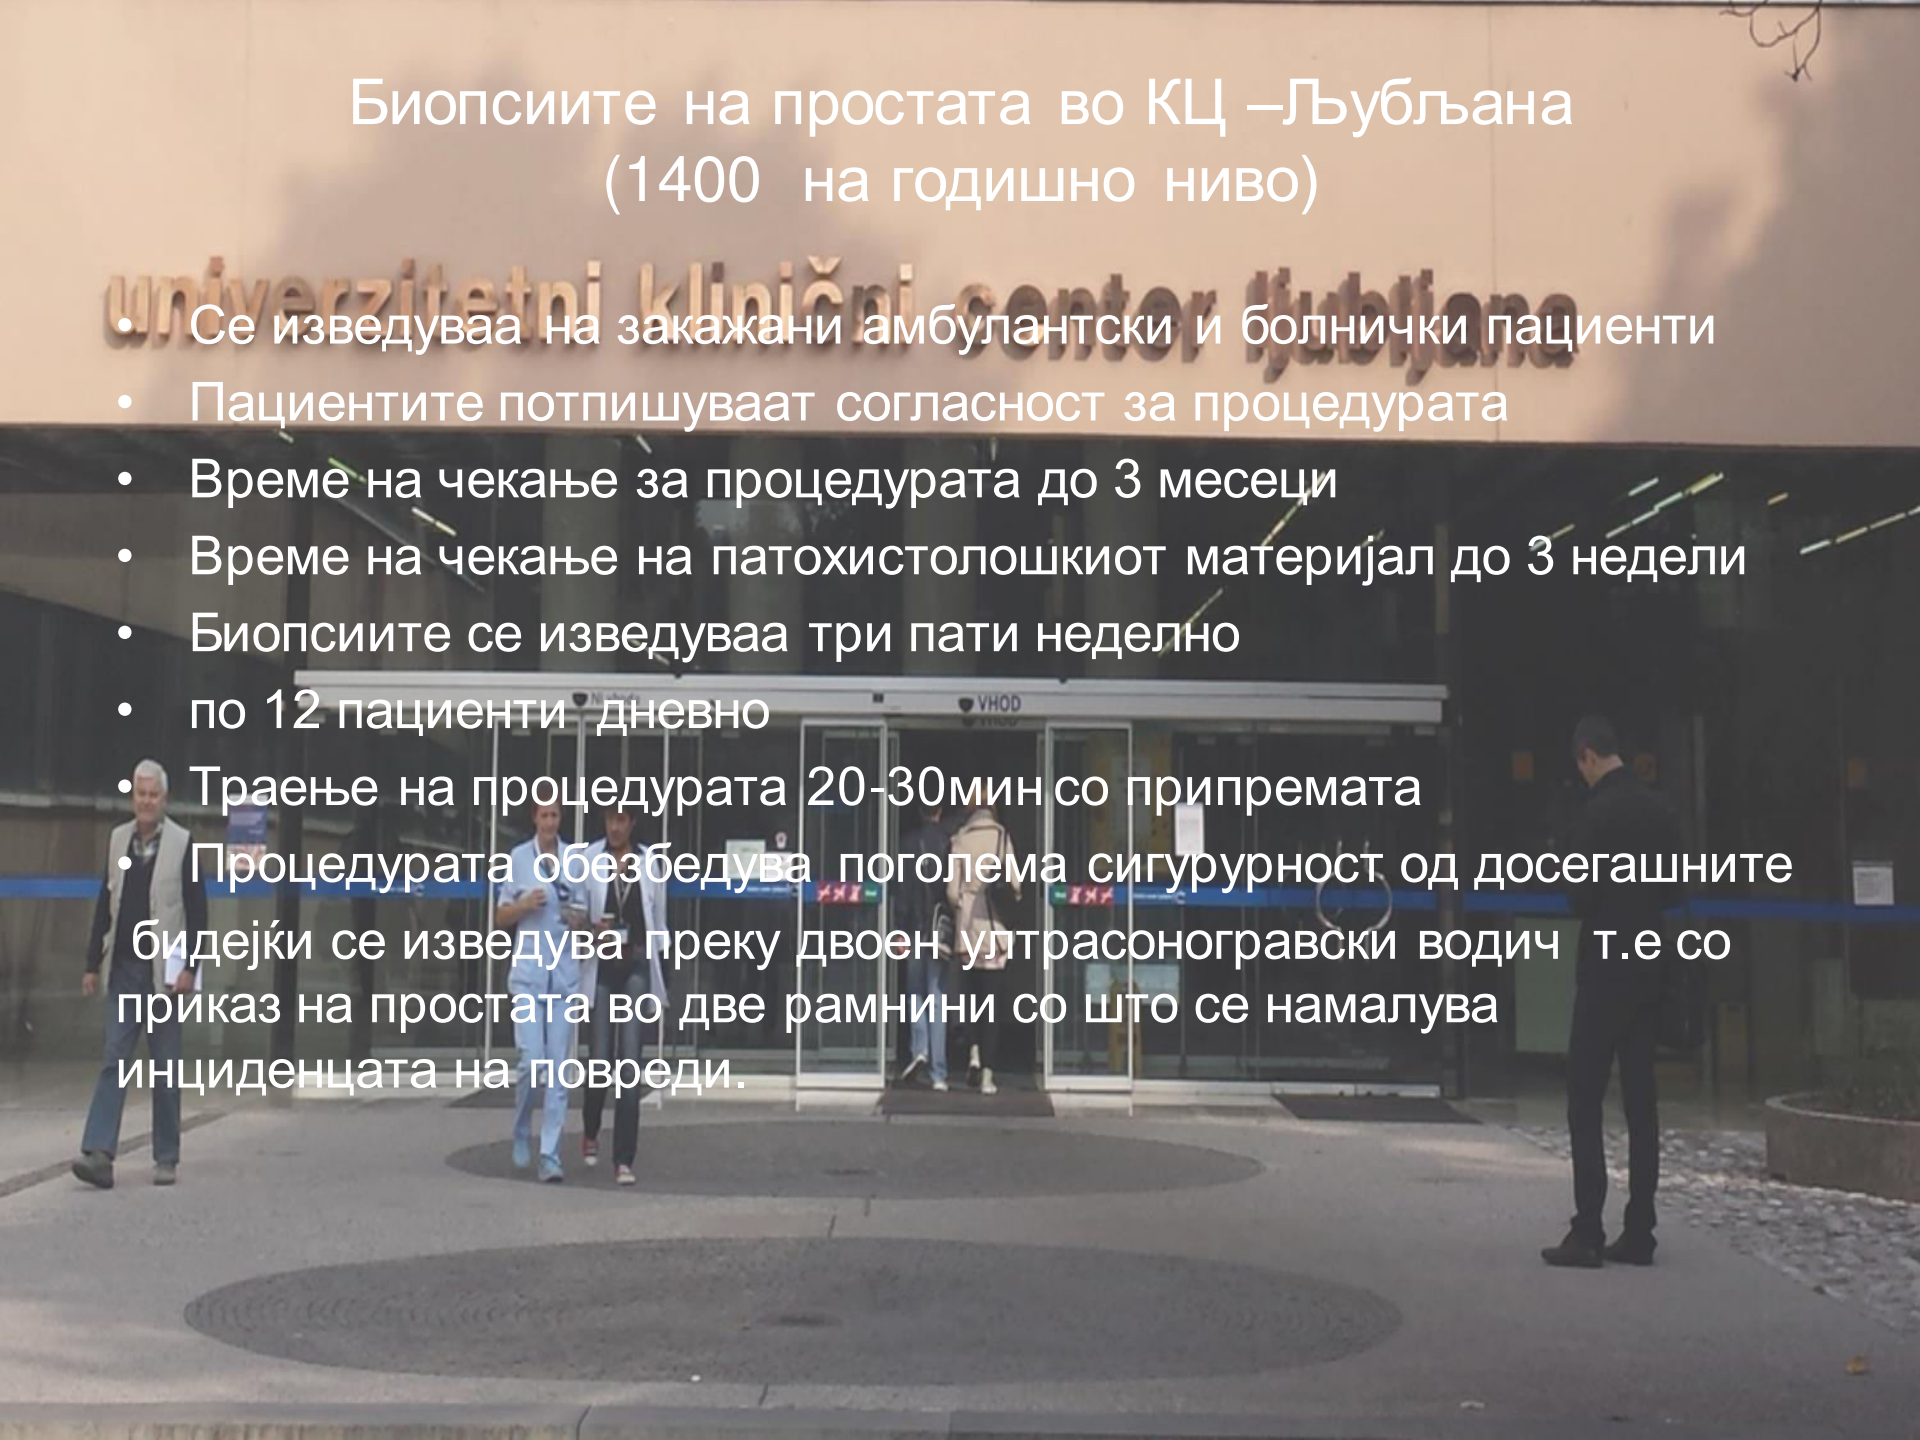 Биопсиите на простата во КЦ –Љубљана
(1400 на годишно ниво)
univerzitetni klinični center ljubljana
• Се изведуваа на закажани амбулантски и болнички пациенти
• Пациентите потпишуваат согласност за процедурата
• Време на чекање за процедурата до 3 месеци
• Време на чекање на патохистолошкиот материјал до 3 недели
• Биопсиите се изведуваа три пати неделно
• по 12 пациенти дневно
VHOD
• Траење на процедурата 20-30мин со припремата
• Процедурата обезбедува поголема сигурурност од досегашните
бидејќи се изведува преку двоен ултрасоногравски водич т.е со
приказ на простата во две рамнини со што се намалува
инциденцата на повреди.